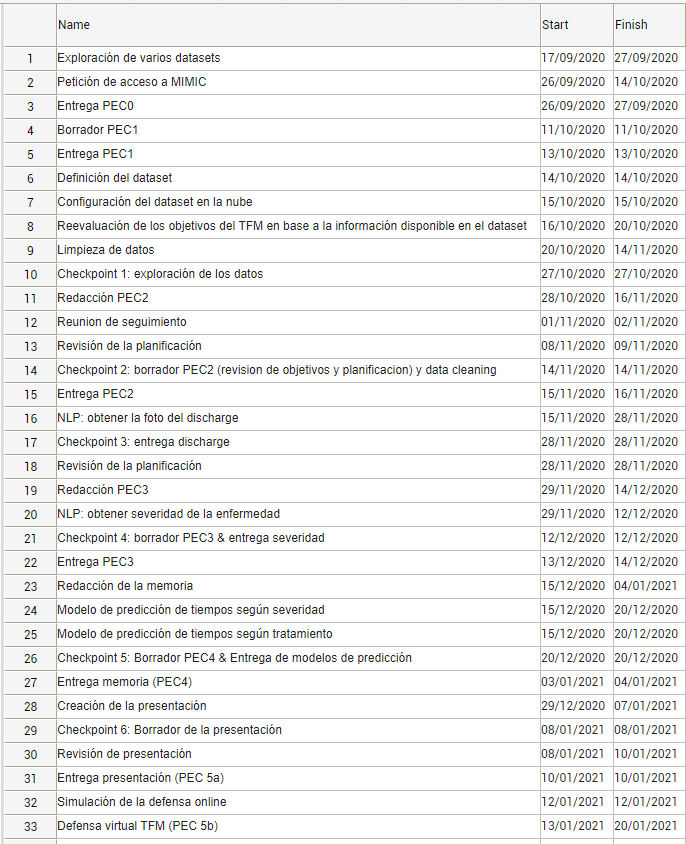 Name Start Finish
1 Exploración de varios datasets 17/09/2020 27/09/2020
2 Petición de acceso a MIMIC 26/09/2020 14/10/2020
3 Entrega PEC0 26/09/2020 27/09/2020
4 Borrador PEC1 11/10/2020 11/10/2020
5 Entrega PEC1 13/10/2020 13/10/2020
6 Definición del dataset 14/10/2020 14/10/2020
7 Configuración del dataset en la nube 15/10/2020 15/10/2020
8 Reevaluación de los objetivos del TFM en base a la información disponible en el dataset 16/10/2020 20/10/2020
9 Limpieza de datos 20/10/2020 14/11/2020
10 Checkpoint 1: exploración de los datos 27/10/2020 27/10/2020
11 Redacción PEC2 28/10/2020 16/11/2020
12 Reunion de seguimiento 01/11/2020 02/11/2020
13 Revisión de la planificación 08/11/2020 09/11/2020
14 Checkpoint 2: borrador PEC2 (revision de objetivos y planificacion) y data cleaning 14/11/2020 14/11/2020
15 Entrega PEC2 15/11/2020 16/11/2020
16 NLP: obtener la foto del discharge 15/11/2020 28/11/2020
17 Checkpoint 3: entrega discharge 28/11/2020 28/11/2020
18 Revisión de la planificación 28/11/2020 28/11/2020
19 Redacción PEC3 29/11/2020 14/12/2020
20 NLP: obtener severidad de la enfermedad 29/11/2020 12/12/2020
21 Checkpoint 4: borrador PEC3 & entrega severidad 12/12/2020 12/12/2020
22 Entrega PEC3 13/12/2020 14/12/2020
23 Redacción de la memoria 15/12/2020 04/01/2021
24 Modelo de predicción de tiempos según severidad 15/12/2020 20/12/2020
25 Modelo de predicción de tiempos según tratamiento 15/12/2020 20/12/2020
26 Checkpoint 5: Borrador PEC4 & Entrega de modelos de predicción 20/12/2020 20/12/2020
27 Entrega memoria (PEC4) 03/01/2021 04/01/2021
28 Creación de la presentación 29/12/2020 07/01/2021
29 Checkpoint 6: Borrador de la presentación 08/01/2021 08/01/2021
30 Revisión de presentación 08/01/2021 10/01/2021
31 Entrega presentación (PEC 5a) 10/01/2021 10/01/2021
32 Simulación de la defensa online 12/01/2021 12/01/2021
33 Defensa virtual TFM (PEC 5b) 13/01/2021 20/01/2021